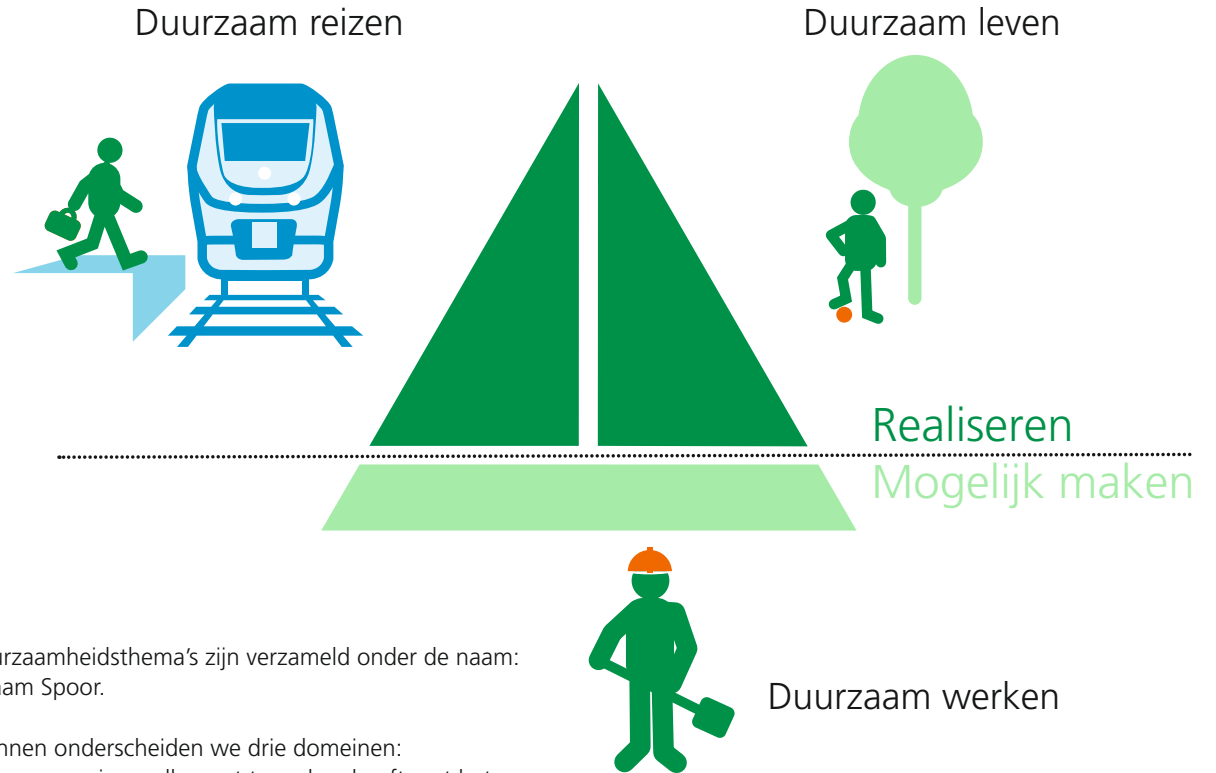 Duurzaam reizen
Duurzaam leven
Realiseren
Mogelijk maken
urzaamheidsthema's zijn verzameld onder de naam:
aam Spoor.
Duurzaam werken
nnen onderscheiden we drie domeinen: